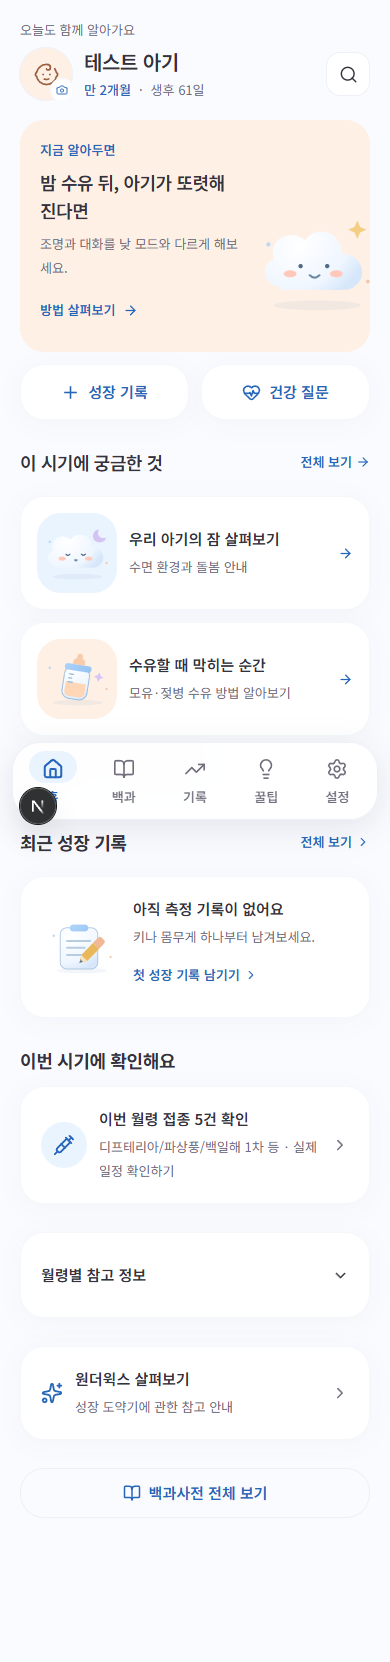 오늘도 함께 알아가요
테스트 아기
만 2개월 · 생후 61일
지금 알아두면
밤 수유 뒤, 아기가 또렷해
진다면
조명과 대화를 낮 모드와 다르게 해보
세요.
방법 살펴보기
성장 기록
건강 질문
이 시기에 궁금한 것
전체 보기
우리 아기의 잠 살펴보기
수면 환경과 돌봄 안내
수유할 때 막히는 순간
모유·젖병 수유 방법 알아보기
백과
기록
꿀팁
설정
N
최근 성장 기록
전체 보기
아직 측정 기록이 없어요
키나 몸무게 하나부터 남겨보세요.
첫 성장 기록 남기기
이번 시기에 확인해요
이번 월령 접종 5건 확인
디프테리아/파상풍/백일해 1차 등 · 실제
일정 확인하기
월령별 참고 정보
원더윅스 살펴보기
성장 도약기에 관한 참고 안내
백과사전 전체 보기